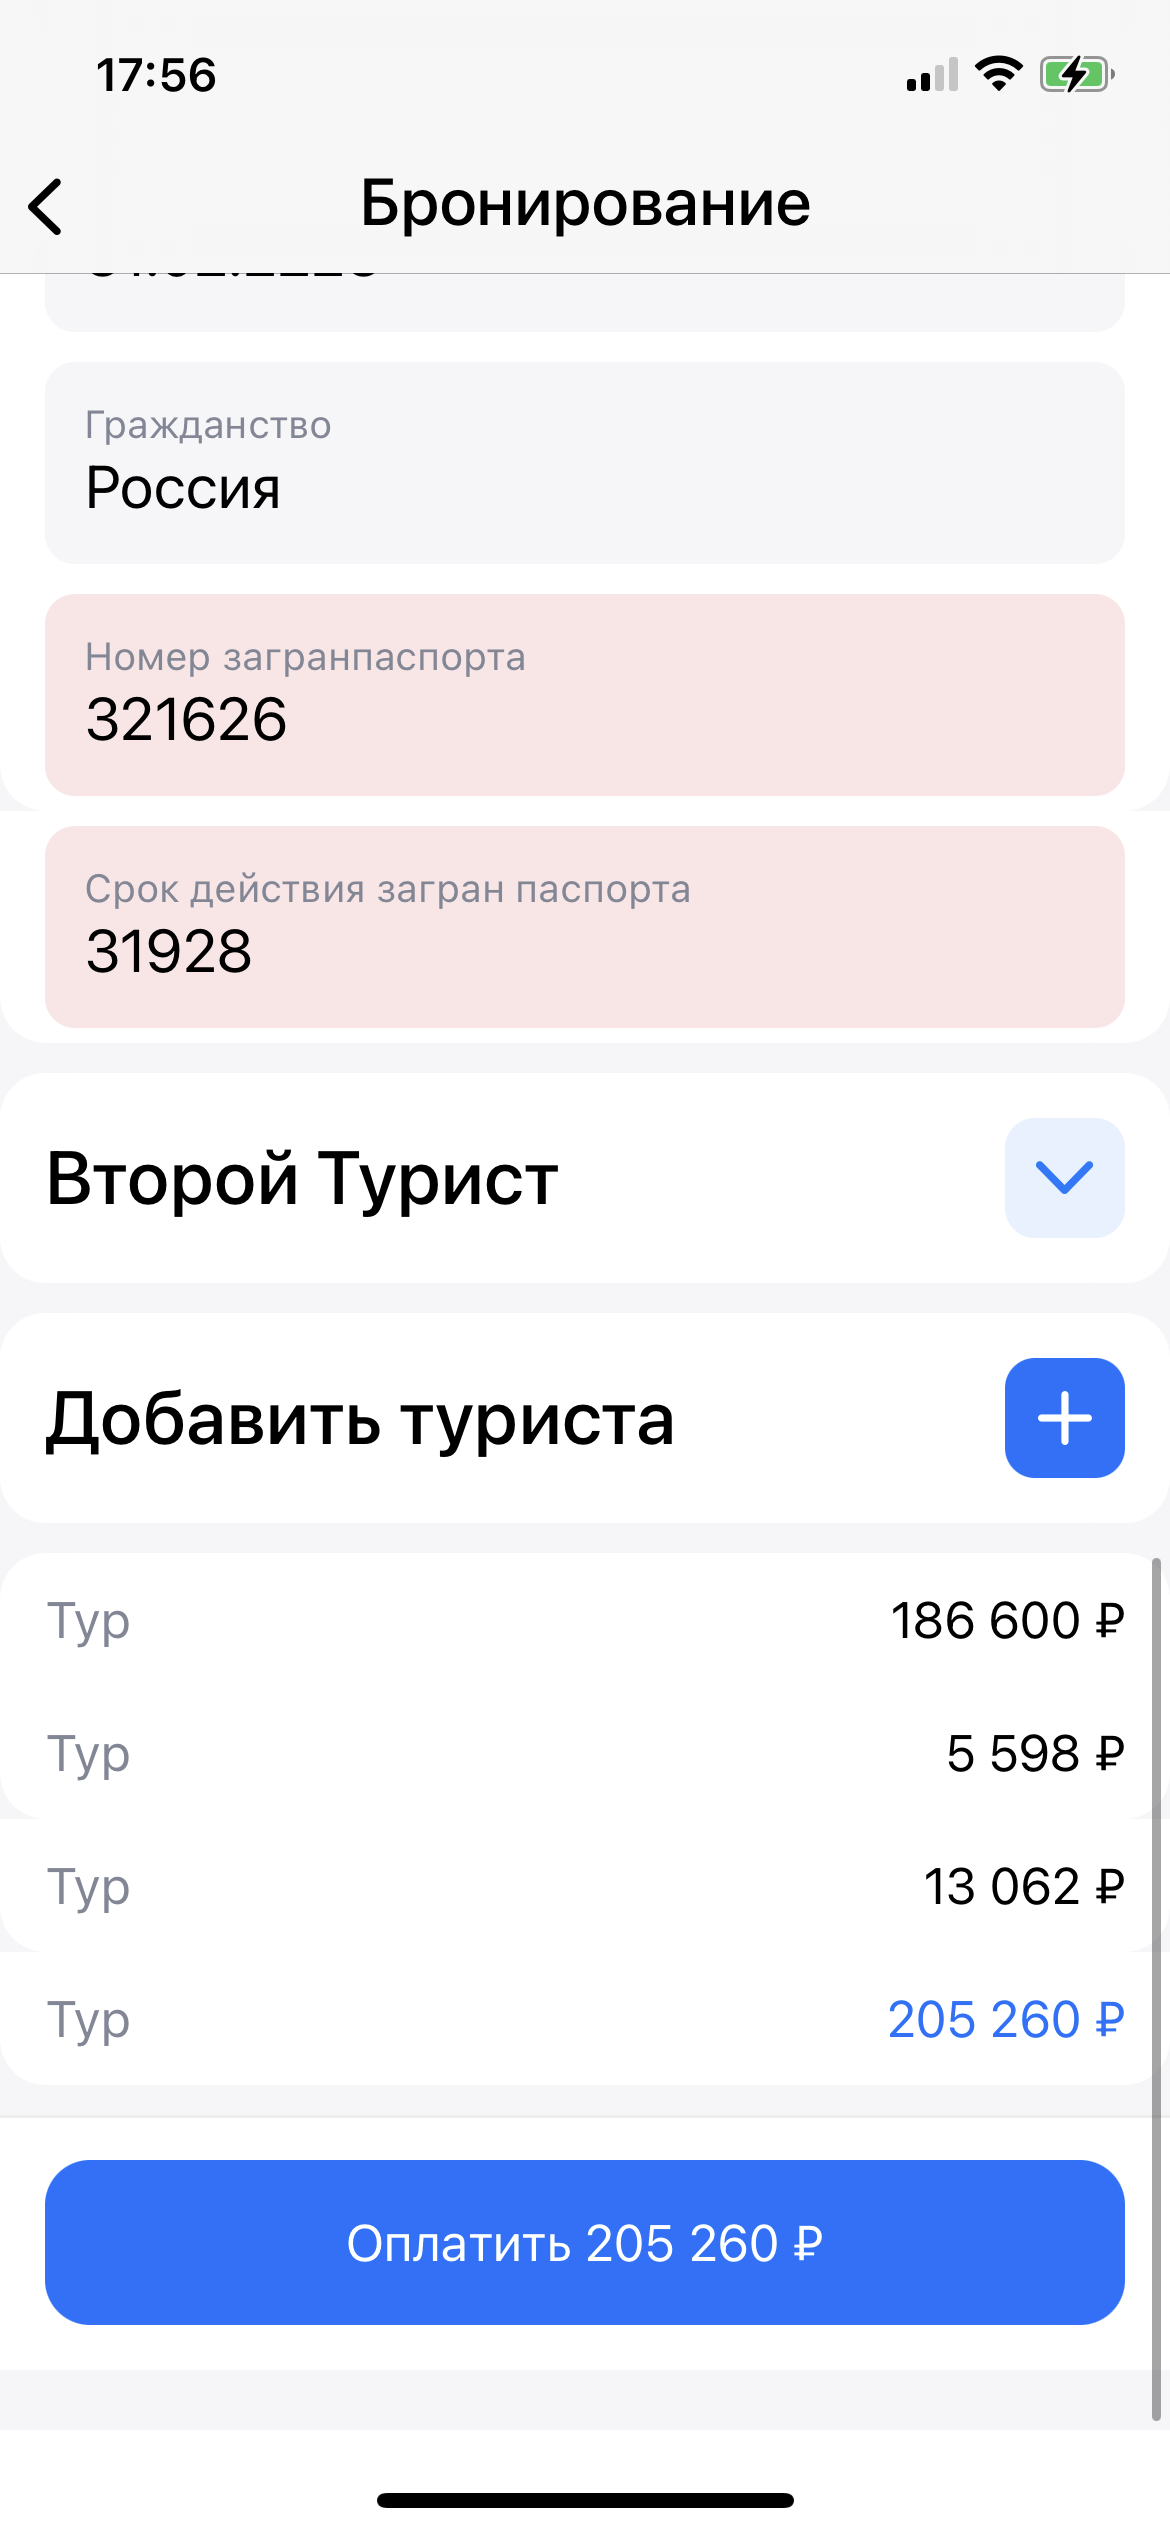 17:56
Бронирование
Гражданство
Россия
Номер загранпаспорта
321626
Срок действия загран паспорта
31928
Второй Турист
Добавить туриста
Тур 186 600 ₽
Тур 5 598 ₽
Тур 13 062 ₽
Тур 205 260 ₽
Оплатить 205 260 ₽